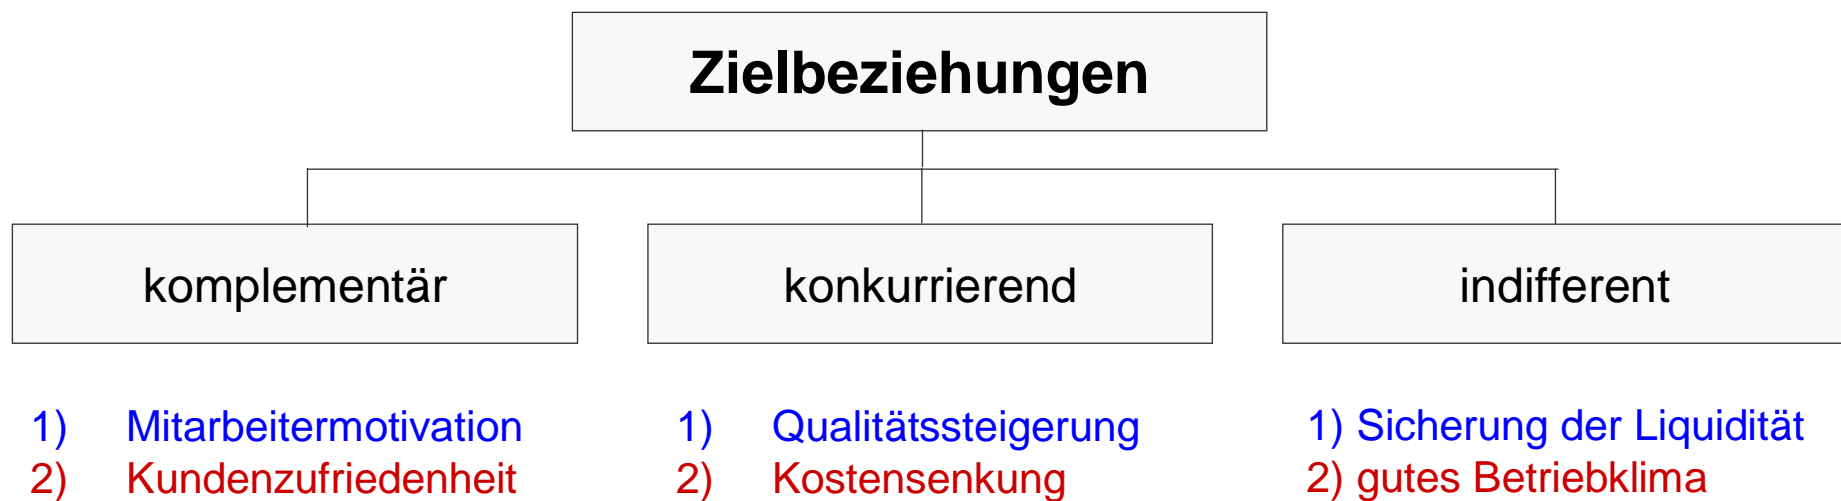 Zielbeziehungen
komplementär
konkurrierend
indifferent
1) Mitarbeitermotivation
2) Kundenzufriedenheit
1) Qualitätssteigerung
2) Kostensenkung
1) Sicherung der Liquidität
2) gutes Betriebklima